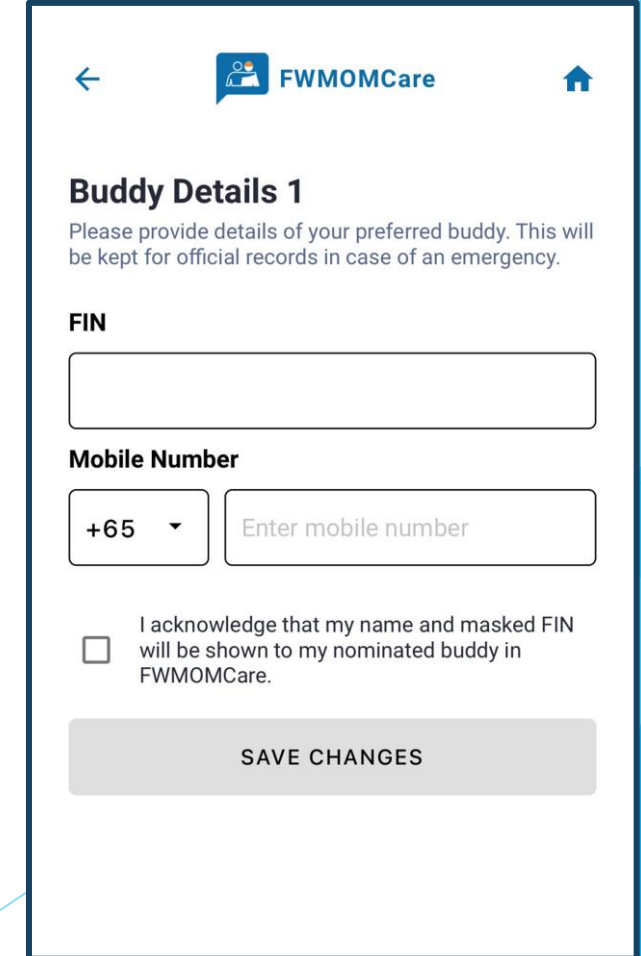 FWMOMCare
Buddy Details 1
Please provide details of your preferred buddy. This will
be kept for official records in case of an emergency.
FIN
Mobile Number
+65
Enter mobile number
I acknowledge that my name and masked FIN
will be shown to my nominated buddy in
FWMOMCare.
SAVE CHANGES